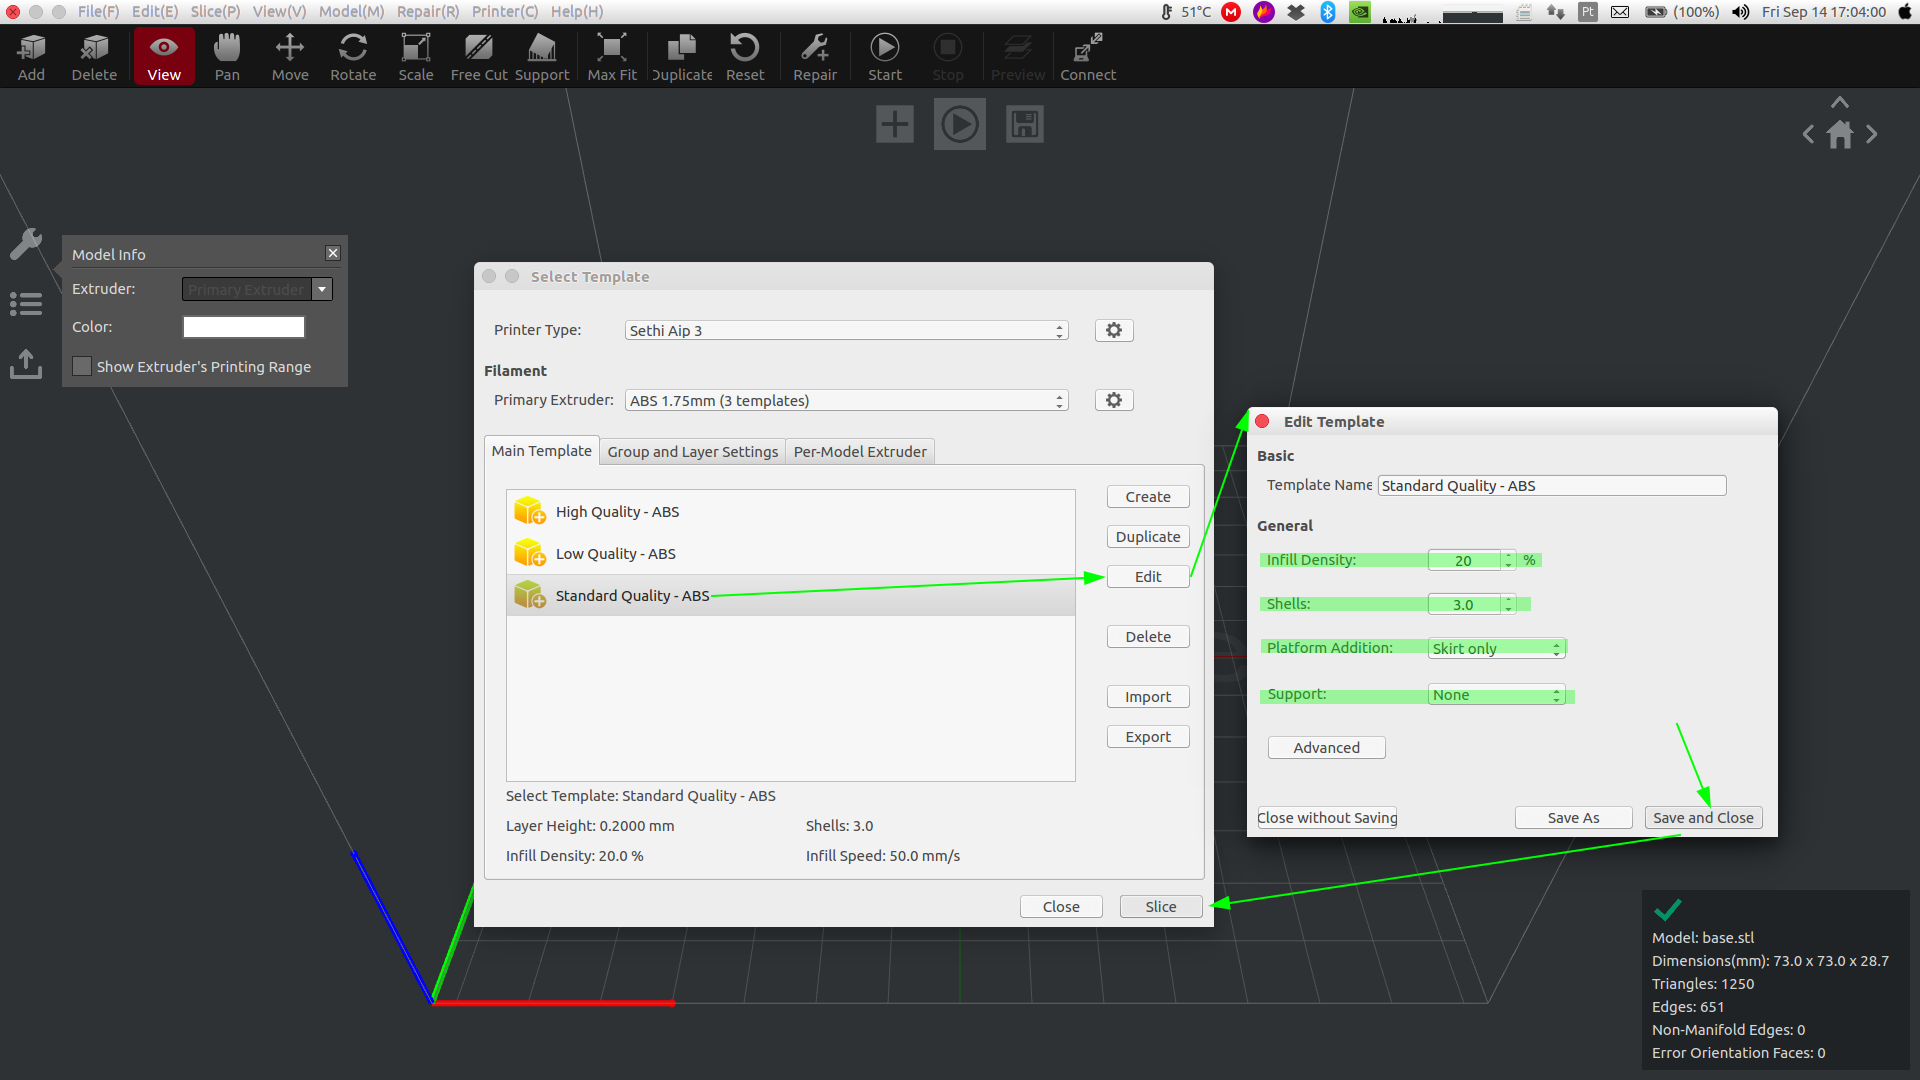 File(F) Edit(E) Slice(P) View(V) Model(M) Repair(R) Printer(C) Help(H) 51°C M Pt (100%) Fri Sep 14 17:04:00
Add Delete View Pan Move Rotate Scale Free Cut Support Max Fit Duplicate Reset Repair Start Stop Preview Connect
Model Info
Extruder: Primary Extruder
Color:
Show Extruder's Printing Range
Select Template
Printer Type: Sethi Aip 3
Filament
Primary Extruder: ABS 1.75mm (3 templates)
Main Template Group and Layer Settings Per-Model Extruder
High Quality - ABS
Low Quality - ABS
Standard Quality - ABS
Create
Duplicate
Edit
Delete
Import
Export
Select Template: Standard Quality - ABS
Layer Height: 0.2000 mm Shells: 3.0
Infill Density: 20.0 % Infill Speed: 50.0 mm/s
Close Slice
Edit Template
Basic
Template Name Standard Quality - ABS
General
Infill Density: 20 %
Shells: 3.0
Platform Addition: Skirt only
Support: None
Advanced
Close without Saving Save As Save and Close
Model: base.stl
Dimensions(mm): 73.0 x 73.0 x 28.7
Triangles: 1250
Edges: 651
Non-Manifold Edges: 0
Error Orientation Faces: 0